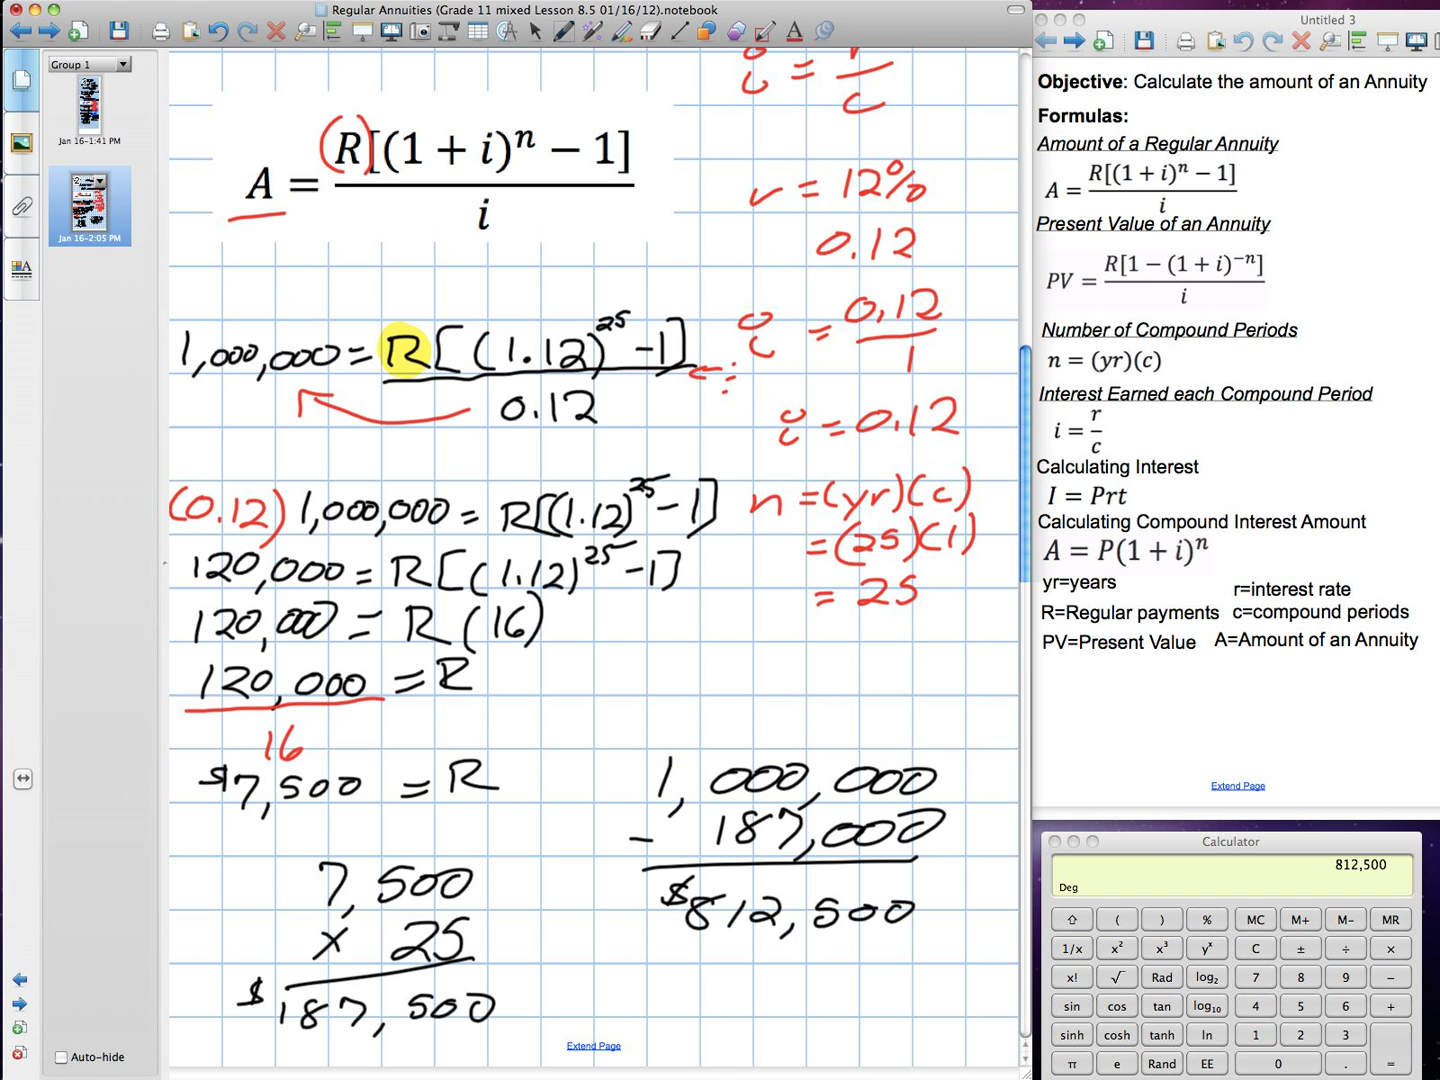 Regular Annuities (Grade 11 mixed Lesson 8.5 01/16/12).notebook
Group 1
Jan 16-1:41 PM
Jan 16-2:05 PM
Auto-hide
i = r/c
A = (R)[(1 + i)^n − 1] / i
r = 12%
0.12
i = 0.12/1
i = 0.12
1,000,000 = R[(1.12)^25 -1] / 0.12
(0.12) 1,000,000 = R[(1.12)^25 -1]
120,000 = R[(1.12)^25 -1]
120,000 = R(16)
120,000 / 16 = R
$7,500 = R
n = (yr)(c)
= (25)(1)
= 25
7,500
x 25
$187,500
1,000,000
- 187,000
$812,500
Extend Page
Untitled 3
Objective: Calculate the amount of an Annuity
Formulas:
Amount of a Regular Annuity
A = R[(1 + i)^n − 1] / i
Present Value of an Annuity
PV = R[1 − (1 + i)^−n] / i
Number of Compound Periods
n = (yr)(c)
Interest Earned each Compound Period
i = r/c
Calculating Interest
I = Prt
Calculating Compound Interest Amount
A = P(1 + i)^n
yr=years
r=interest rate
R=Regular payments
c=compound periods
PV=Present Value
A=Amount of an Annuity
Extend Page
Calculator
812,500
Deg
⇧ ( ) % MC M+ M− MR
1/x x² x³ yˣ C ± ÷ ×
x! √ Rad log₂ 7 8 9 −
sin cos tan log₁₀ 4 5 6 +
sinh cosh tanh ln 1 2 3
π e Rand EE 0 . =